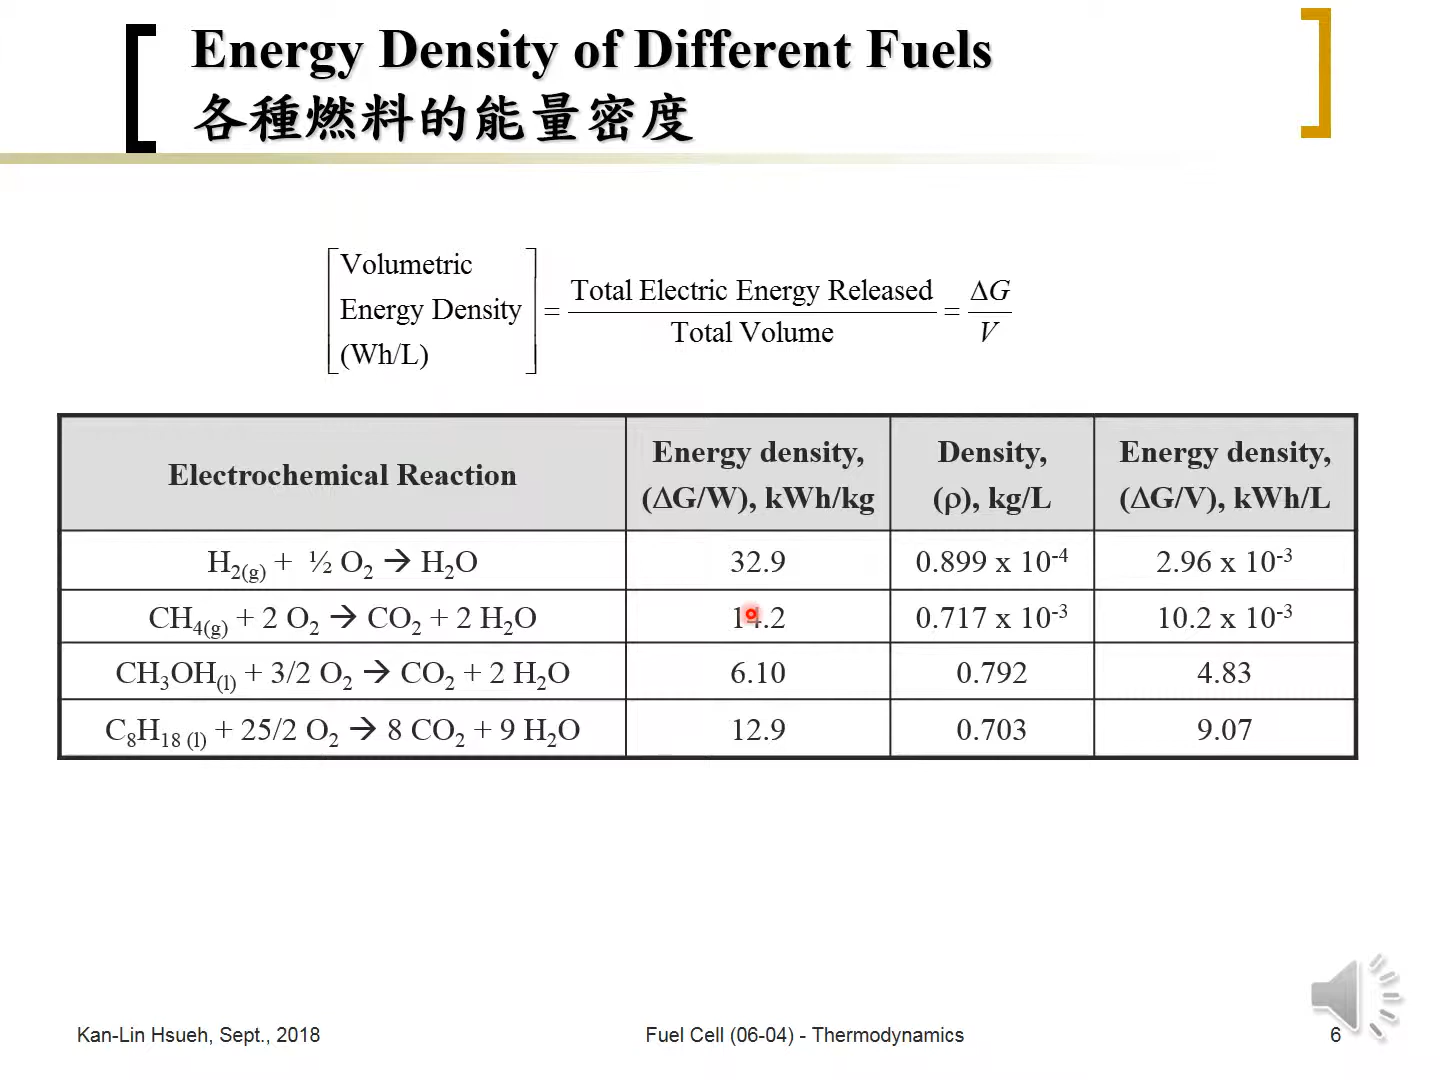 Energy Density of Different Fuels
各種燃料的能量密度
Volumetric
Energy Density
(Wh/L)
= Total Electric Energy Released / Total Volume = ΔG / V
Electrochemical Reaction
Energy density,
(ΔG/W), kWh/kg
Density,
(ρ), kg/L
Energy density,
(ΔG/V), kWh/L
H₂(g) + ½ O₂ → H₂O 32.9 0.899 x 10⁻⁴ 2.96 x 10⁻³
CH₄(g) + 2 O₂ → CO₂ + 2 H₂O 14.2 0.717 x 10⁻³ 10.2 x 10⁻³
CH₃OH(l) + 3/2 O₂ → CO₂ + 2 H₂O 6.10 0.792 4.83
C₈H₁₈ (l) + 25/2 O₂ → 8 CO₂ + 9 H₂O 12.9 0.703 9.07
Kan-Lin Hsueh, Sept., 2018
Fuel Cell (06-04) - Thermodynamics
6